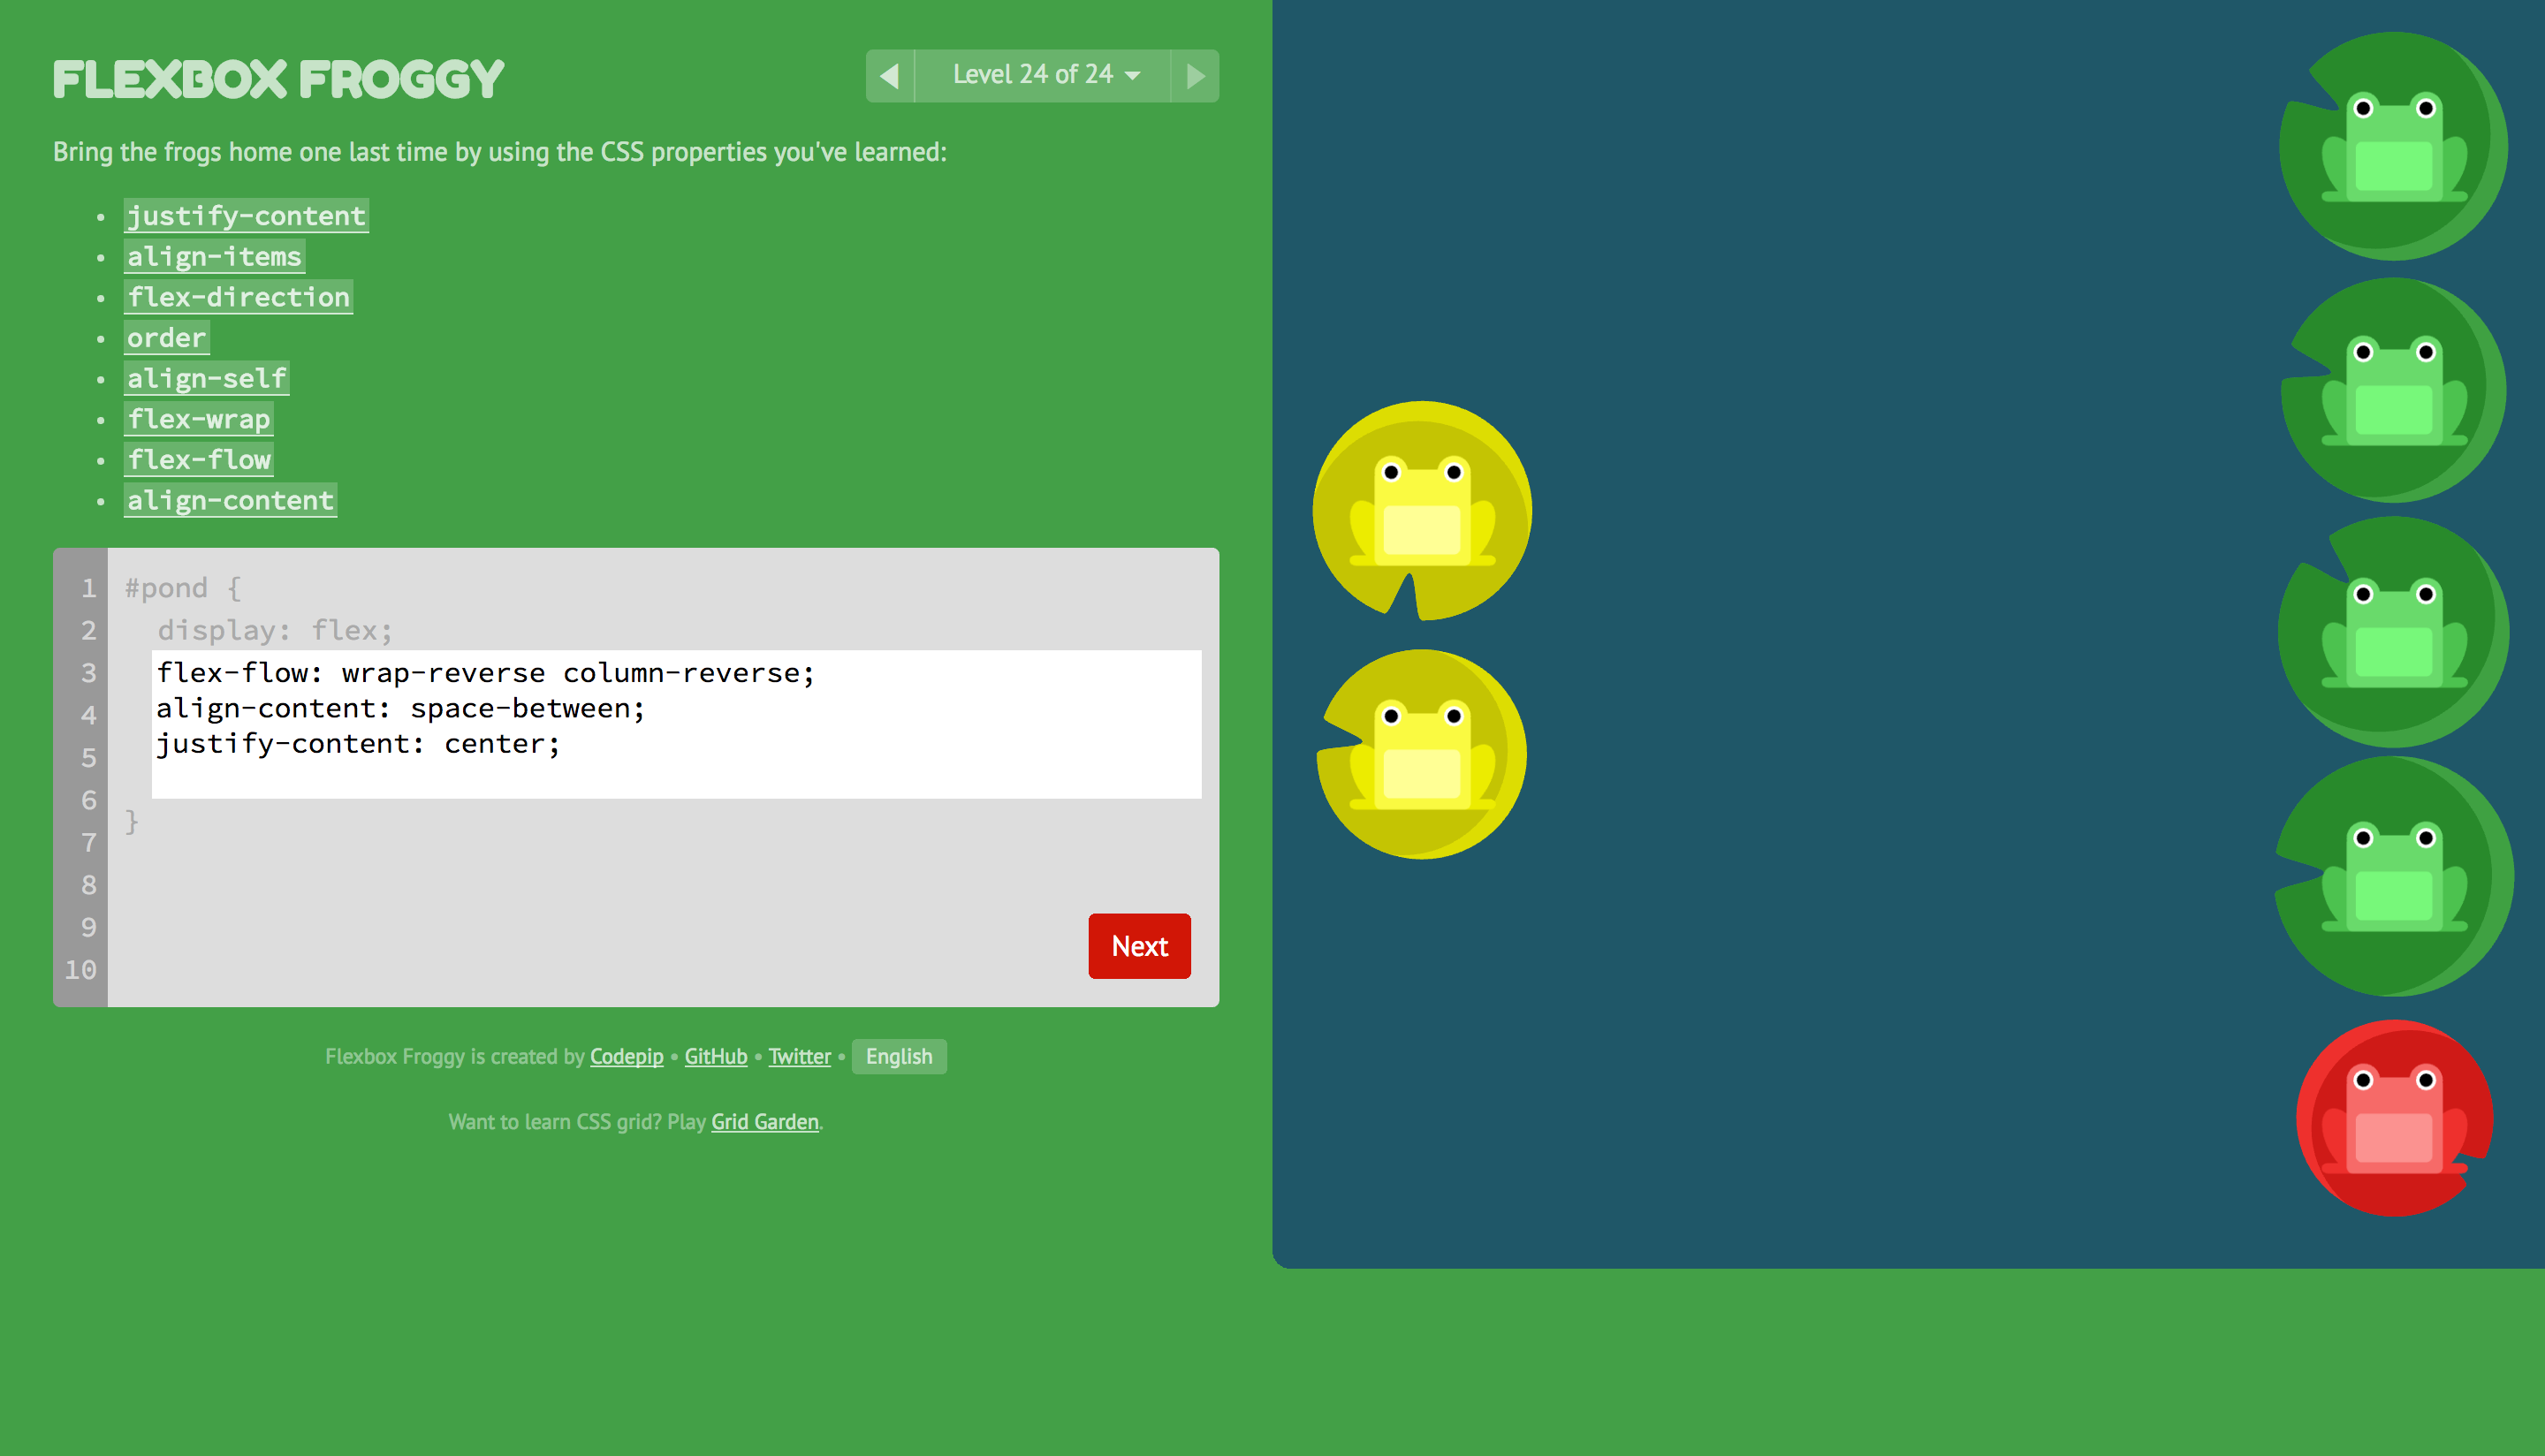 FLEXBOX FROGGY
Level 24 of 24
Bring the frogs home one last time by using the CSS properties you've learned:
justify-content
align-items
flex-direction
order
align-self
flex-wrap
flex-flow
align-content
1 #pond {
2 display: flex;
3 flex-flow: wrap-reverse column-reverse;
4 align-content: space-between;
5 justify-content: center;
6 }
7
8
9
10
Next
Flexbox Froggy is created by Codepip • GitHub • Twitter • English
Want to learn CSS grid? Play Grid Garden.